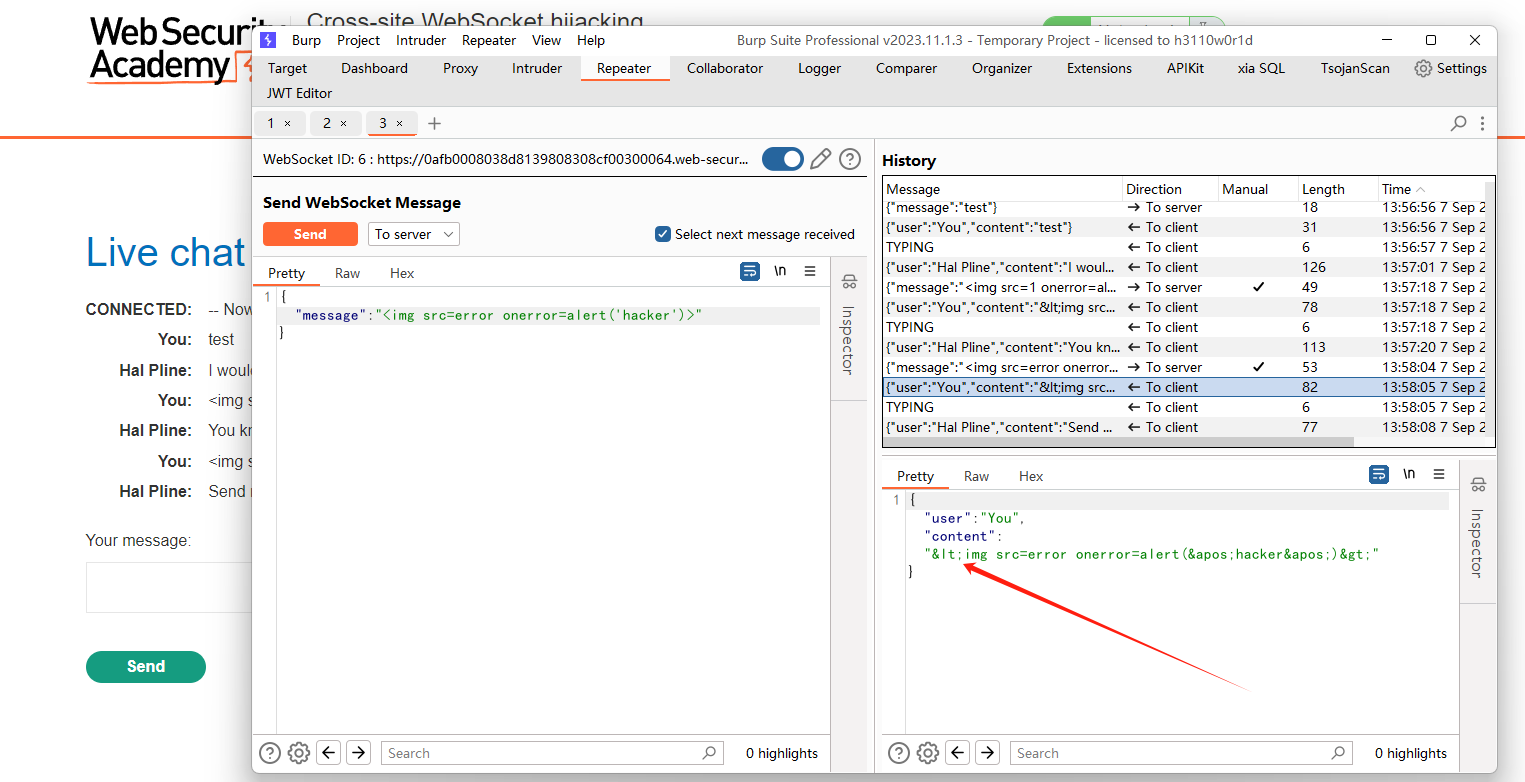 Cross-site WebSocket hijacking
Web Security
Academy
Burp Project Intruder Repeater View Help
Burp Suite Professional v2023.11.1.3 - Temporary Project - licensed to h3110w0r1d
Target Dashboard Proxy Intruder Repeater Collaborator Logger Comparer Organizer Extensions APIKit xia SQL TsojanScan Settings
JWT Editor
1 × 2 × 3 × +
WebSocket ID: 6 : https://0afb0008038d8139808308cf00300064.web-secur...
Send WebSocket Message
Send To server Select next message received
Pretty Raw Hex \n
1 {
"message":"<img src=error onerror=alert('hacker')>"
}
Inspector
Search 0 highlights
Live chat
CONNECTED: -- Now
You: test
Hal Pline: I would
You: <img s
Hal Pline: You kn
You: <img s
Hal Pline: Send
Your message:
Send
History
Message Direction Manual Length Time
{"message":"test"} → To server 18 13:56:56 7 Sep 2
{"user":"You","content":"test"} ← To client 31 13:56:56 7 Sep 2
TYPING ← To client 6 13:56:57 7 Sep 2
{"user":"Hal Pline","content":"I woul... ← To client 126 13:57:01 7 Sep 2
{"message":"<img src=1 onerror=al... → To server ✓ 49 13:57:18 7 Sep 2
{"user":"You","content":"&lt;img src... ← To client 78 13:57:18 7 Sep 2
TYPING ← To client 6 13:57:18 7 Sep 2
{"user":"Hal Pline","content":"You kn... ← To client 113 13:57:20 7 Sep 2
{"message":"<img src=error onerror... → To server ✓ 53 13:58:04 7 Sep 2
{"user":"You","content":"&lt;img src... ← To client 82 13:58:05 7 Sep 2
TYPING ← To client 6 13:58:05 7 Sep 2
{"user":"Hal Pline","content":"Send ... ← To client 77 13:58:08 7 Sep 2
Pretty Raw Hex \n
1 {
"user":"You",
"content":
"&lt;img src=error onerror=alert(&apos;hacker&apos;)&gt;"
}
Inspector
Search 0 highlights